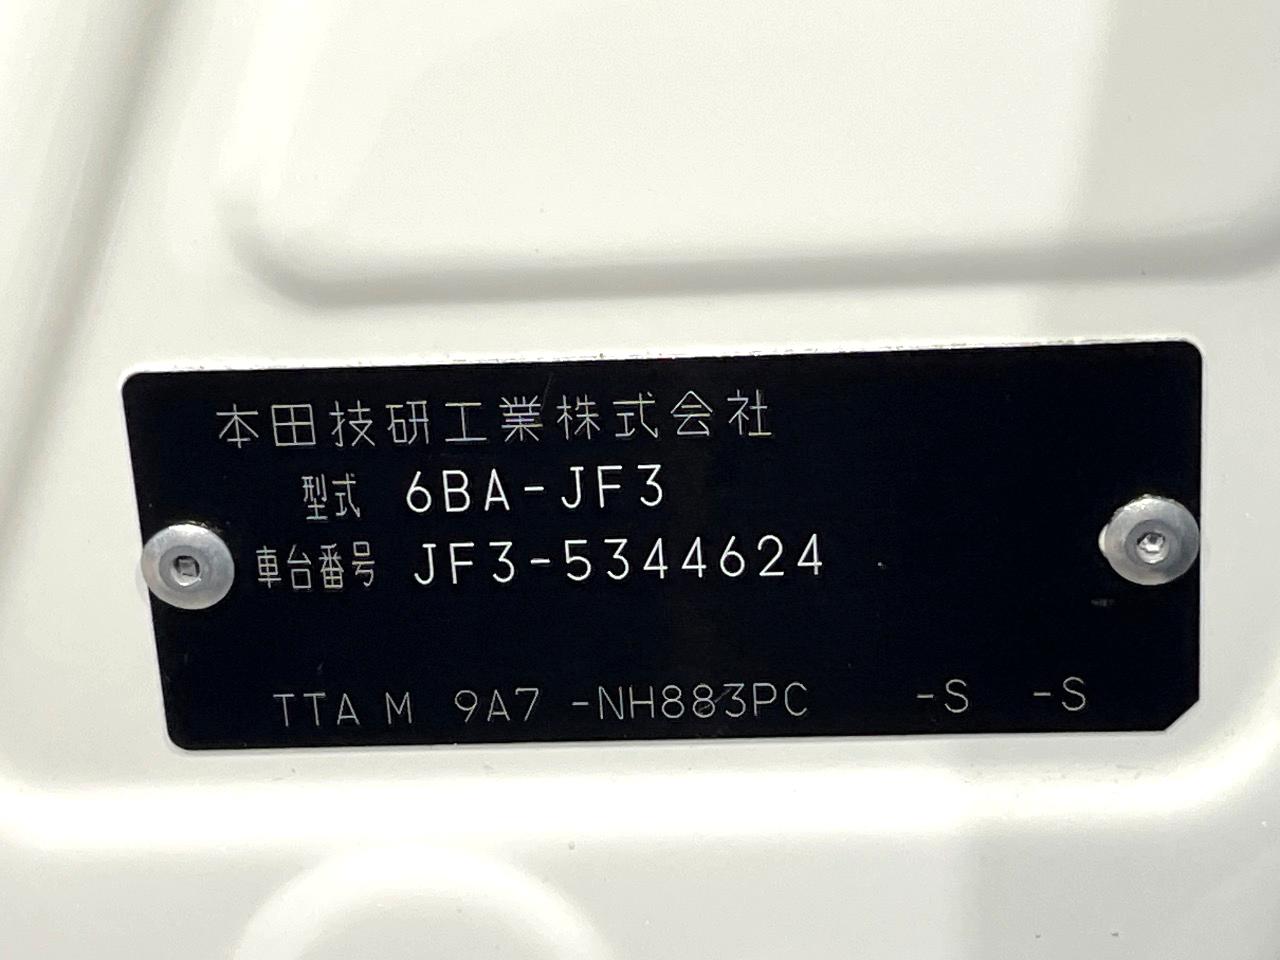 本田技研工業株式会社
型式 6BA-JF3
車台番号 JF3-5344624
TTA M 9A7 -NH883PC -S -S